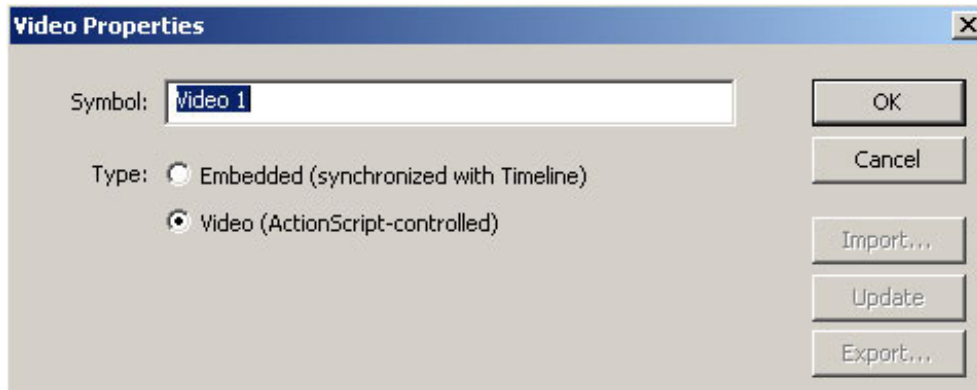 Video Properties
Symbol: Video 1
OK
Cancel
Type: Embedded (synchronized with Timeline)
Video (ActionScript-controlled)
Import...
Update
Export...